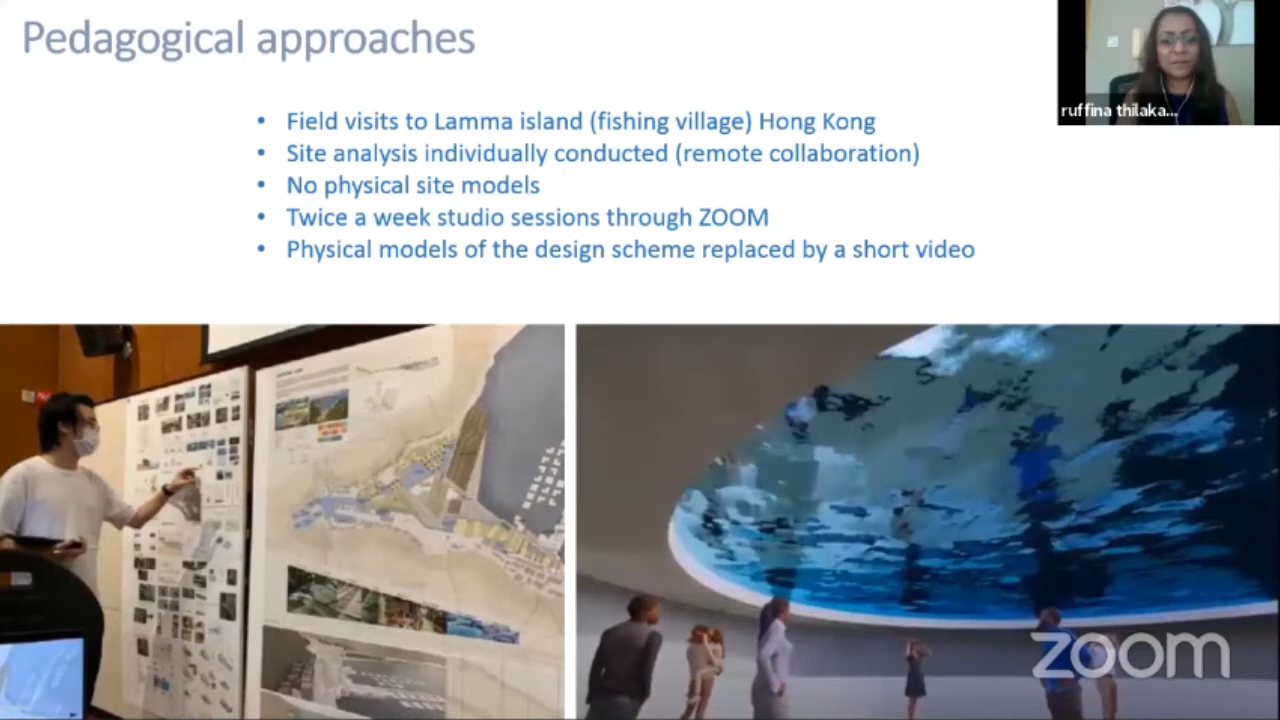 Pedagogical approaches
ruffina thilaka...
• Field visits to Lamma island (fishing village) Hong Kong
• Site analysis individually conducted (remote collaboration)
• No physical site models
• Twice a week studio sessions through ZOOM
• Physical models of the design scheme replaced by a short video
zoom